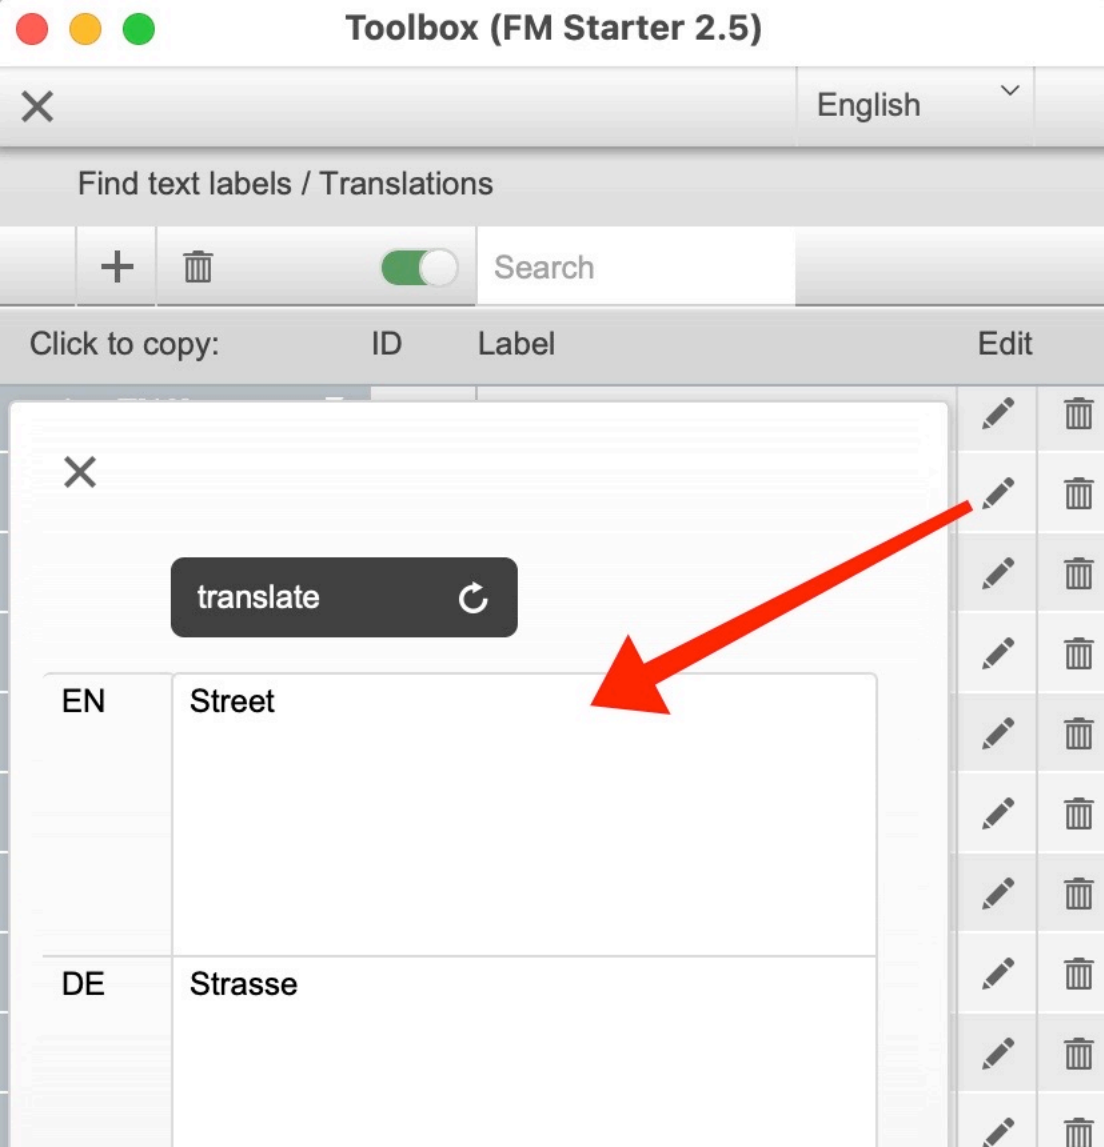 Toolbox (FM Starter 2.5)
English
Find text labels / Translations
Search
Click to copy: ID Label Edit
translate
EN Street
DE Strasse